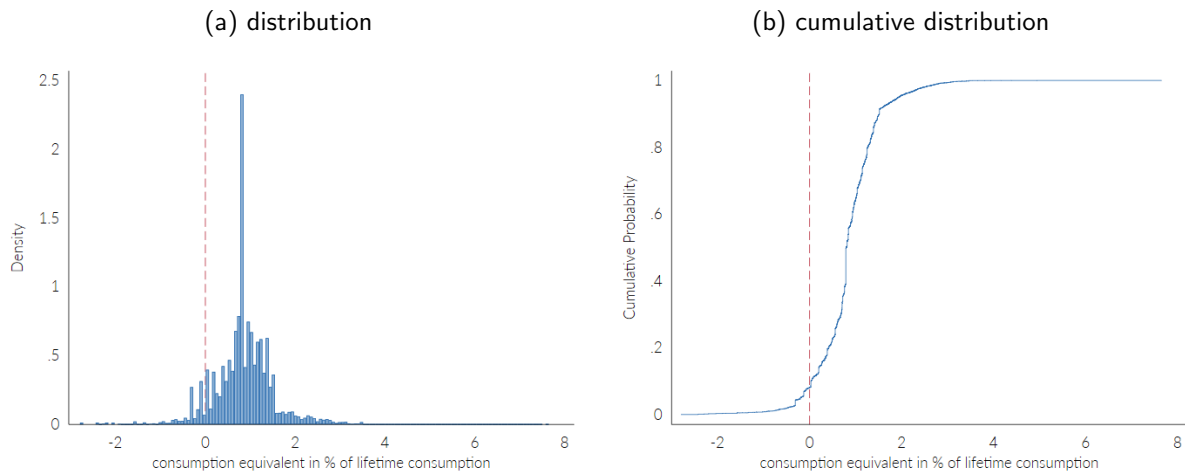 (a) distribution
2.5
2
1.5
1
.5
0
Density
-2 0 2 4 6 8
consumption equivalent in % of lifetime consumption
(b) cumulative distribution
1
.8
.6
.4
.2
0
Cumulative Probability
-2 0 2 4 6 8
consumption equivalent in % of lifetime consumption